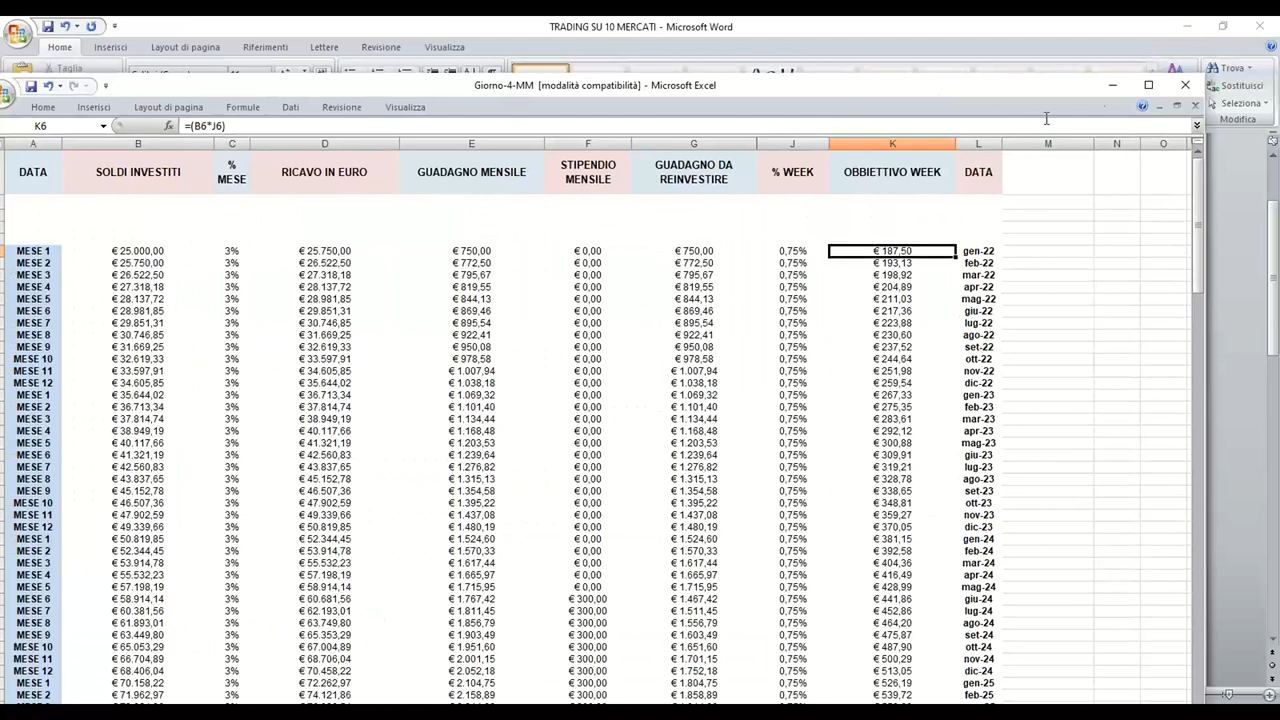 TRADING SU 10 MERCATI - Microsoft Word
Home Inserisci Layout di pagina Riferimenti Lettere Revisione Visualizza
Taglia
Trova
Giorno-4-MM [modalità compatibilità] - Microsoft Excel
Sostituisci
Home Inserisci Layout di pagina Formule Dati Revisione Visualizza
Seleziona
Modifica
K6 fx =(B6*J6)
A B C D E F G J K L M N O
DATA SOLDI INVESTITI % MESE RICAVO IN EURO GUADAGNO MENSILE STIPENDIO MENSILE GUADAGNO DA REINVESTIRE % WEEK OBBIETTIVO WEEK DATA
MESE 1 € 25.000,00 3% € 25.750,00 € 750,00 € 0,00 € 750,00 0,75% € 187,50 gen-22
MESE 2 € 25.750,00 3% € 26.522,50 € 772,50 € 0,00 € 772,50 0,75% € 193,13 feb-22
MESE 3 € 26.522,50 3% € 27.318,18 € 795,67 € 0,00 € 795,67 0,75% € 198,92 mar-22
MESE 4 € 27.318,18 3% € 28.137,72 € 819,55 € 0,00 € 819,55 0,75% € 204,89 apr-22
MESE 5 € 28.137,72 3% € 28.981,85 € 844,13 € 0,00 € 844,13 0,75% € 211,03 mag-22
MESE 6 € 28.981,85 3% € 29.851,31 € 869,46 € 0,00 € 869,46 0,75% € 217,36 giu-22
MESE 7 € 29.851,31 3% € 30.746,85 € 895,54 € 0,00 € 895,54 0,75% € 223,88 lug-22
MESE 8 € 30.746,85 3% € 31.669,25 € 922,41 € 0,00 € 922,41 0,75% € 230,60 ago-22
MESE 9 € 31.669,25 3% € 32.619,33 € 950,08 € 0,00 € 950,08 0,75% € 237,52 set-22
MESE 10 € 32.619,33 3% € 33.597,91 € 978,58 € 0,00 € 978,58 0,75% € 244,64 ott-22
MESE 11 € 33.597,91 3% € 34.605,85 € 1.007,94 € 0,00 € 1.007,94 0,75% € 251,98 nov-22
MESE 12 € 34.605,85 3% € 35.644,02 € 1.038,18 € 0,00 € 1.038,18 0,75% € 259,54 dic-22
MESE 1 € 35.644,02 3% € 36.713,34 € 1.069,32 € 0,00 € 1.069,32 0,75% € 267,33 gen-23
MESE 2 € 36.713,34 3% € 37.814,74 € 1.101,40 € 0,00 € 1.101,40 0,75% € 275,35 feb-23
MESE 3 € 37.814,74 3% € 38.949,19 € 1.134,44 € 0,00 € 1.134,44 0,75% € 283,61 mar-23
MESE 4 € 38.949,19 3% € 40.117,66 € 1.168,48 € 0,00 € 1.168,48 0,75% € 292,12 apr-23
MESE 5 € 40.117,66 3% € 41.321,19 € 1.203,53 € 0,00 € 1.203,53 0,75% € 300,88 mag-23
MESE 6 € 41.321,19 3% € 42.560,83 € 1.239,64 € 0,00 € 1.239,64 0,75% € 309,91 giu-23
MESE 7 € 42.560,83 3% € 43.837,65 € 1.276,82 € 0,00 € 1.276,82 0,75% € 319,21 lug-23
MESE 8 € 43.837,65 3% € 45.152,78 € 1.315,13 € 0,00 € 1.315,13 0,75% € 328,78 ago-23
MESE 9 € 45.152,78 3% € 46.507,36 € 1.354,58 € 0,00 € 1.354,58 0,75% € 338,65 set-23
MESE 10 € 46.507,36 3% € 47.902,59 € 1.395,22 € 0,00 € 1.395,22 0,75% € 348,81 ott-23
MESE 11 € 47.902,59 3% € 49.339,66 € 1.437,08 € 0,00 € 1.437,08 0,75% € 359,27 nov-23
MESE 12 € 49.339,66 3% € 50.819,85 € 1.480,19 € 0,00 € 1.480,19 0,75% € 370,05 dic-23
MESE 1 € 50.819,85 3% € 52.344,45 € 1.524,60 € 0,00 € 1.524,60 0,75% € 381,15 gen-24
MESE 2 € 52.344,45 3% € 53.914,78 € 1.570,33 € 0,00 € 1.570,33 0,75% € 392,58 feb-24
MESE 3 € 53.914,78 3% € 55.532,23 € 1.617,44 € 0,00 € 1.617,44 0,75% € 404,36 mar-24
MESE 4 € 55.532,23 3% € 57.198,19 € 1.665,97 € 0,00 € 1.665,97 0,75% € 416,49 apr-24
MESE 5 € 57.198,19 3% € 58.914,14 € 1.715,95 € 0,00 € 1.715,95 0,75% € 428,99 mag-24
MESE 6 € 58.914,14 3% € 60.681,56 € 1.767,42 € 300,00 € 1.467,42 0,75% € 441,86 giu-24
MESE 7 € 60.381,56 3% € 62.193,01 € 1.811,45 € 300,00 € 1.511,45 0,75% € 452,86 lug-24
MESE 8 € 61.893,01 3% € 63.749,80 € 1.856,79 € 300,00 € 1.556,79 0,75% € 464,20 ago-24
MESE 9 € 63.449,80 3% € 65.353,29 € 1.903,49 € 300,00 € 1.603,49 0,75% € 475,87 set-24
MESE 10 € 65.053,29 3% € 67.004,89 € 1.951,60 € 300,00 € 1.651,60 0,75% € 487,90 ott-24
MESE 11 € 66.704,89 3% € 68.706,04 € 2.001,15 € 300,00 € 1.701,15 0,75% € 500,29 nov-24
MESE 12 € 68.406,04 3% € 70.458,22 € 2.052,18 € 300,00 € 1.752,18 0,75% € 513,05 dic-24
MESE 1 € 70.158,22 3% € 72.262,97 € 2.104,75 € 300,00 € 1.804,75 0,75% € 526,19 gen-25
MESE 2 € 71.962,97 3% € 74.121,86 € 2.158,89 € 300,00 € 1.858,89 0,75% € 539,72 feb-25